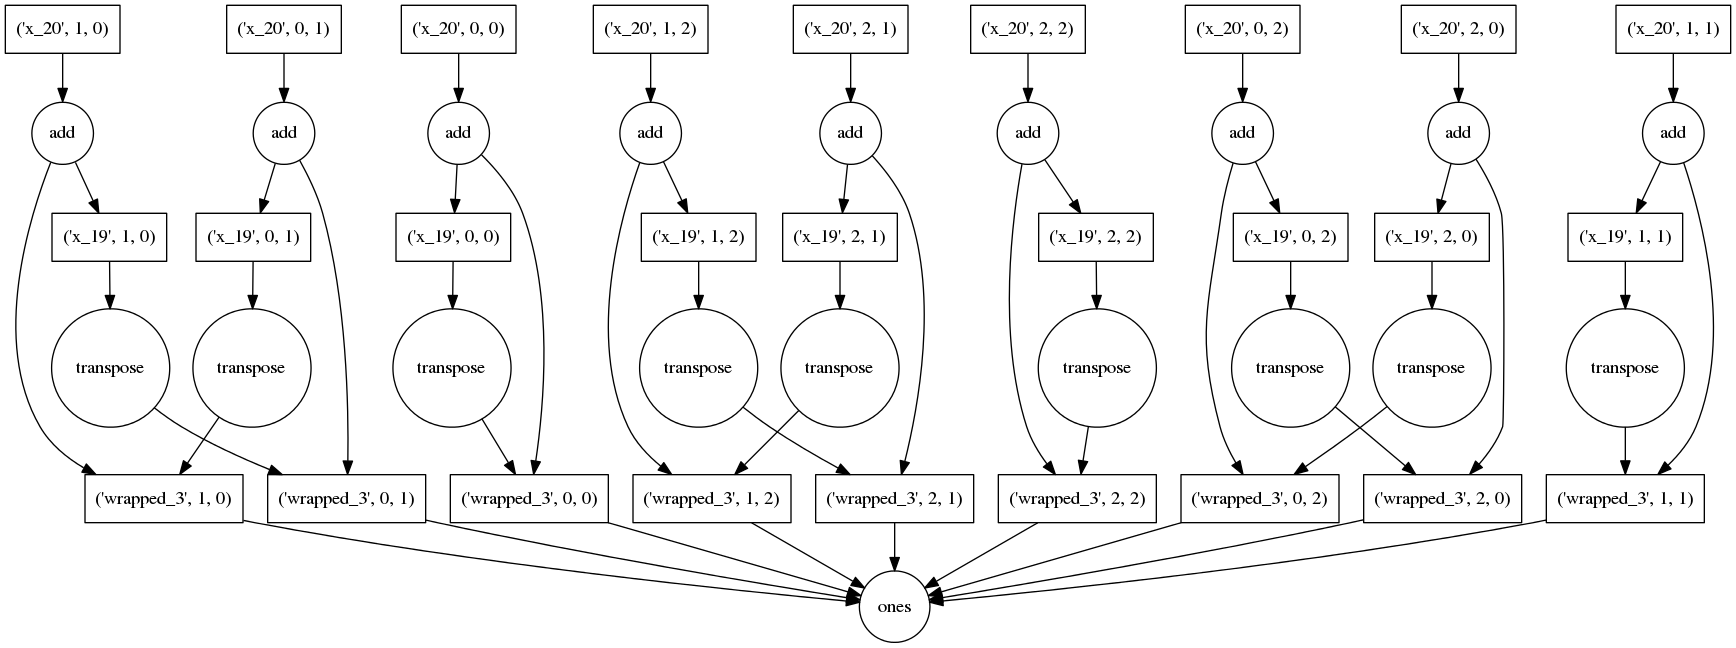 ('x_20', 1, 0) ('x_20', 0, 1) ('x_20', 0, 0) ('x_20', 1, 2) ('x_20', 2, 1) ('x_20', 2, 2) ('x_20', 0, 2) ('x_20', 2, 0) ('x_20', 1, 1)
add add add add add add add add add
('x_19', 1, 0) ('x_19', 0, 1) ('x_19', 0, 0) ('x_19', 1, 2) ('x_19', 2, 1) ('x_19', 2, 2) ('x_19', 0, 2) ('x_19', 2, 0) ('x_19', 1, 1)
transpose transpose transpose transpose transpose transpose transpose transpose transpose
('wrapped_3', 1, 0) ('wrapped_3', 0, 1) ('wrapped_3', 0, 0) ('wrapped_3', 1, 2) ('wrapped_3', 2, 1) ('wrapped_3', 2, 2) ('wrapped_3', 0, 2) ('wrapped_3', 2, 0) ('wrapped_3', 1, 1)
ones